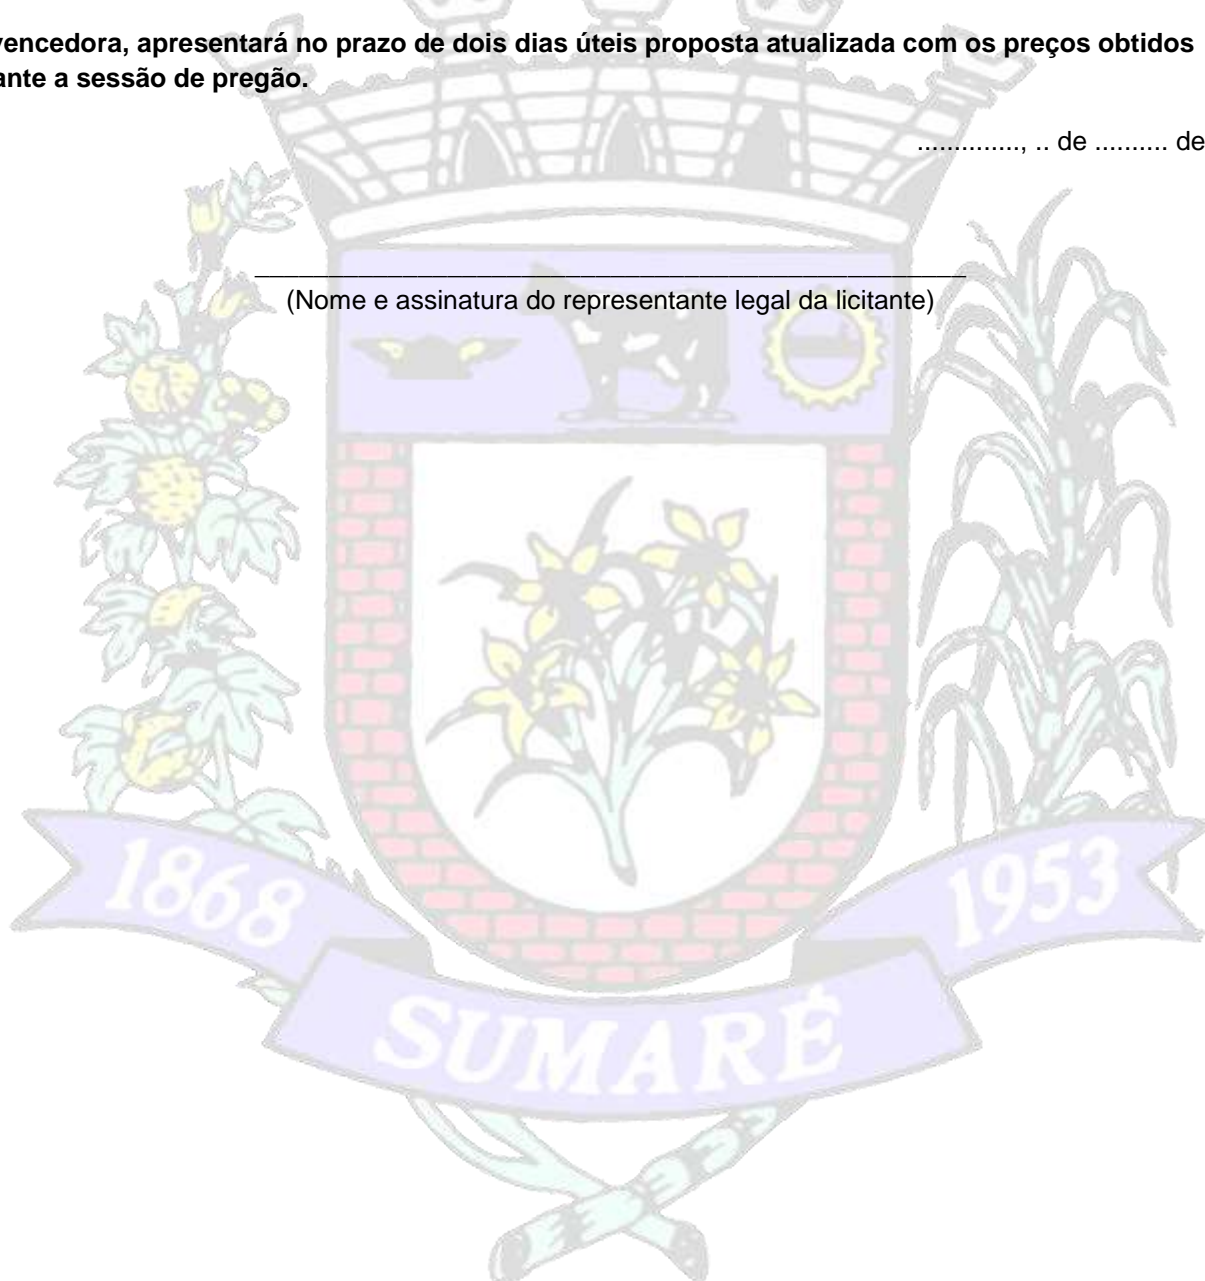 vencedora, apresentará no prazo de dois dias úteis proposta atualizada com os preços obtidos
ante a sessão de pregão.
.............., .. de .......... de
(Nome e assinatura do representante legal da licitante)
1868
1953
SUMARÉ